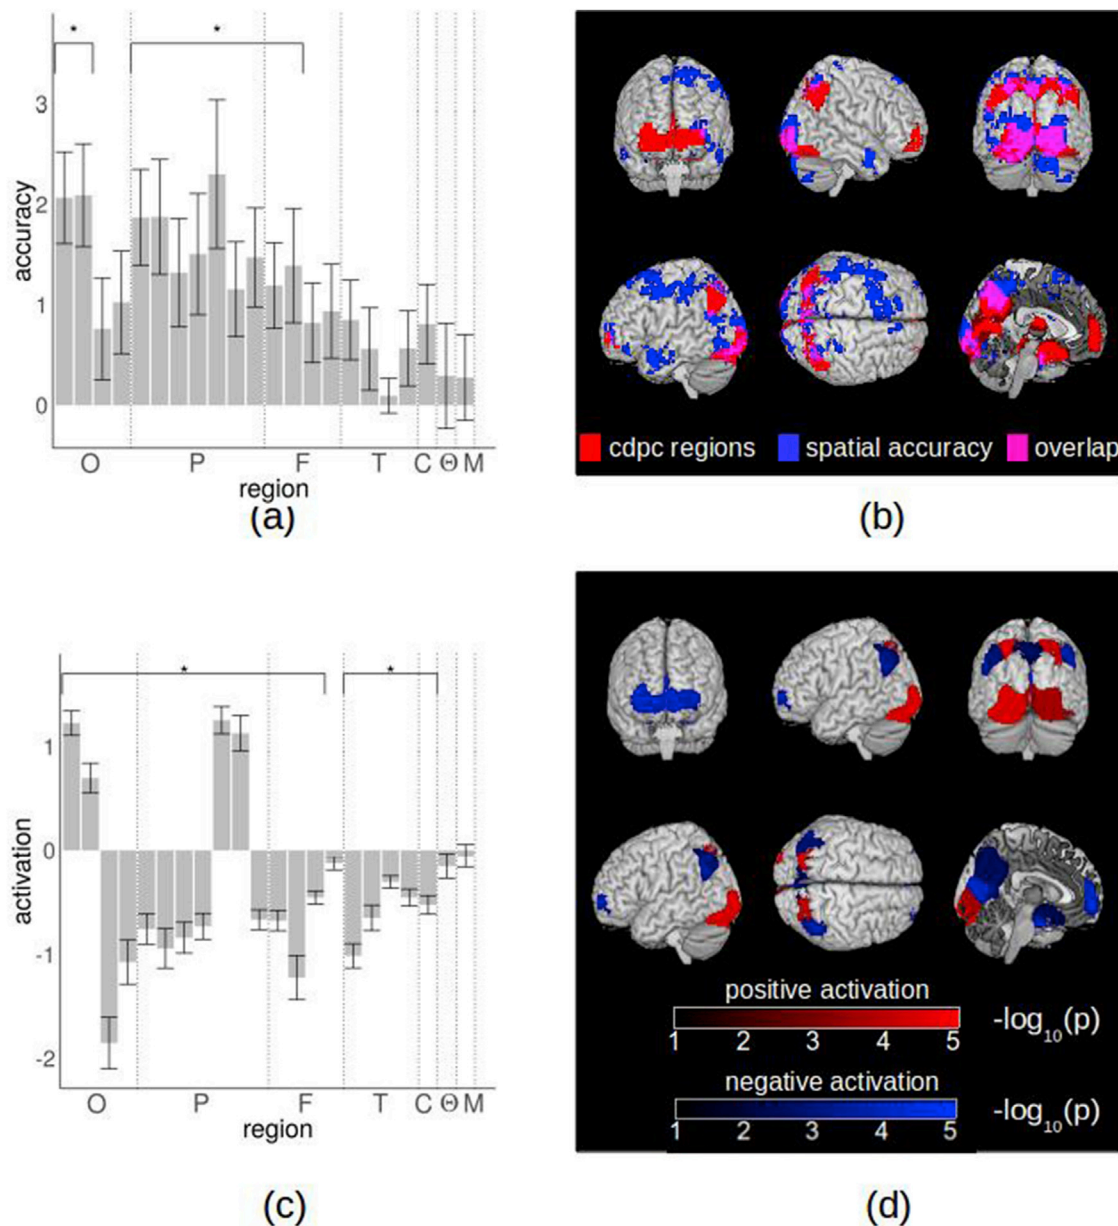 * *
3
2
1
0
accuracy
O P F T C Θ M
region
(a)
cdpc regions spatial accuracy overlap
(b)
* *
1
0
-1
-2
activation
O P F T C Θ M
region
(c)
positive activation
1 2 3 4 5 -log10(p)
negative activation
1 2 3 4 5 -log10(p)
(d)